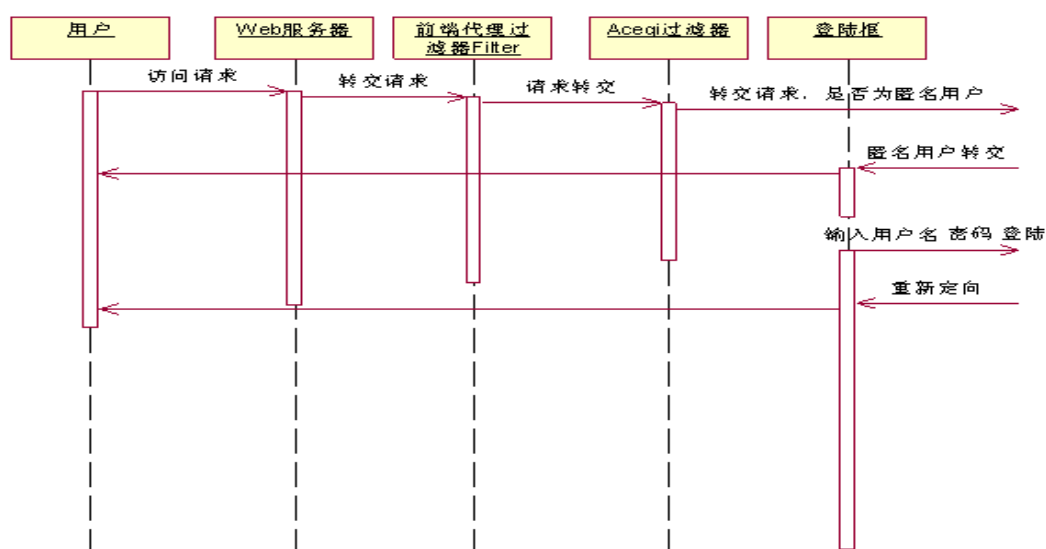 用户
Web服务器
前端代理过
滤器Filter
Aceqi过滤器
登陆框
访问请求
转交请求
请求转交
转交请求，是否为匿名用户
匿名用户转交
输入用户名 密码 登陆
重新定向